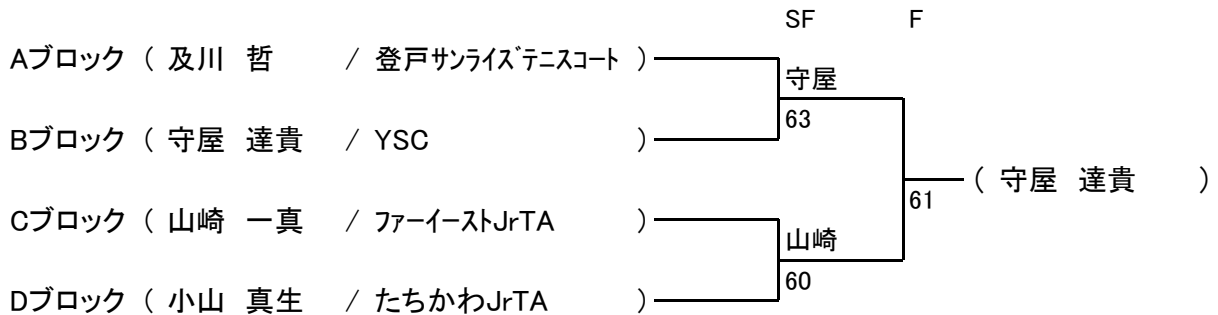 SF F
Aブロック ( 及川 哲 / 登戸サンライズテニスコート )
守屋
63
Bブロック ( 守屋 達貴 / YSC )
( 守屋 達貴 )
61
Cブロック ( 山崎 一真 / ファーイーストJrTA )
山崎
60
Dブロック ( 小山 真生 / たちかわJrTA )